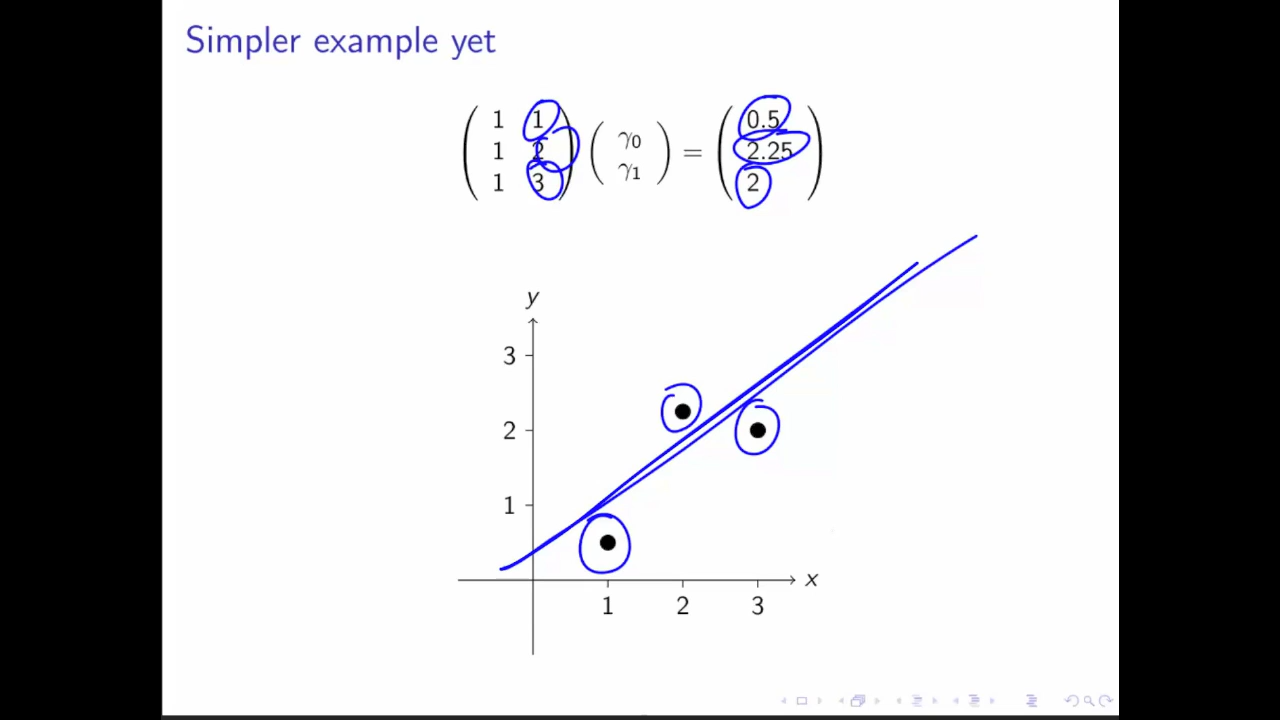 Simpler example yet
1 1 0.5
1 2 γ0 = 2.25
1 3 γ1 2
y
3
2
1
x
1 2 3